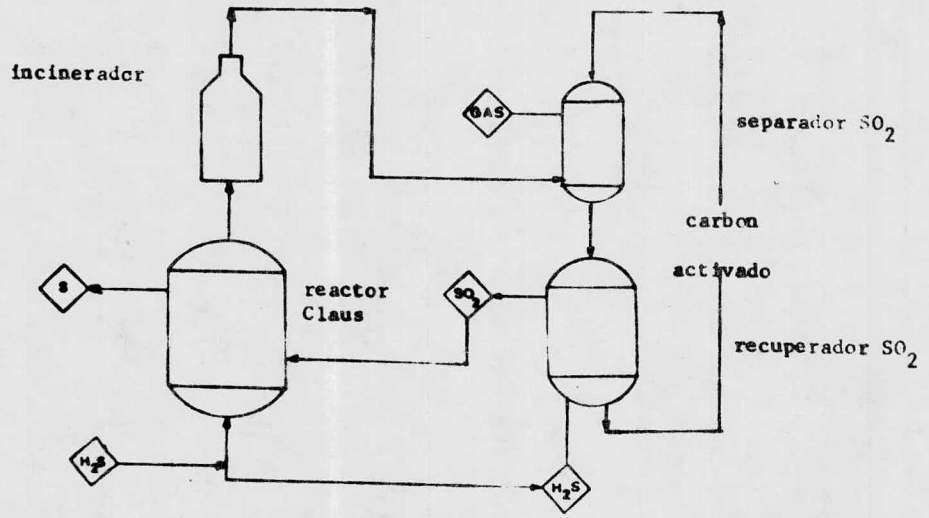 incinerador
GAS
separador SO2
carbon
activado
S
reactor
Claus
SO2
recuperador SO2
H2S
H2S